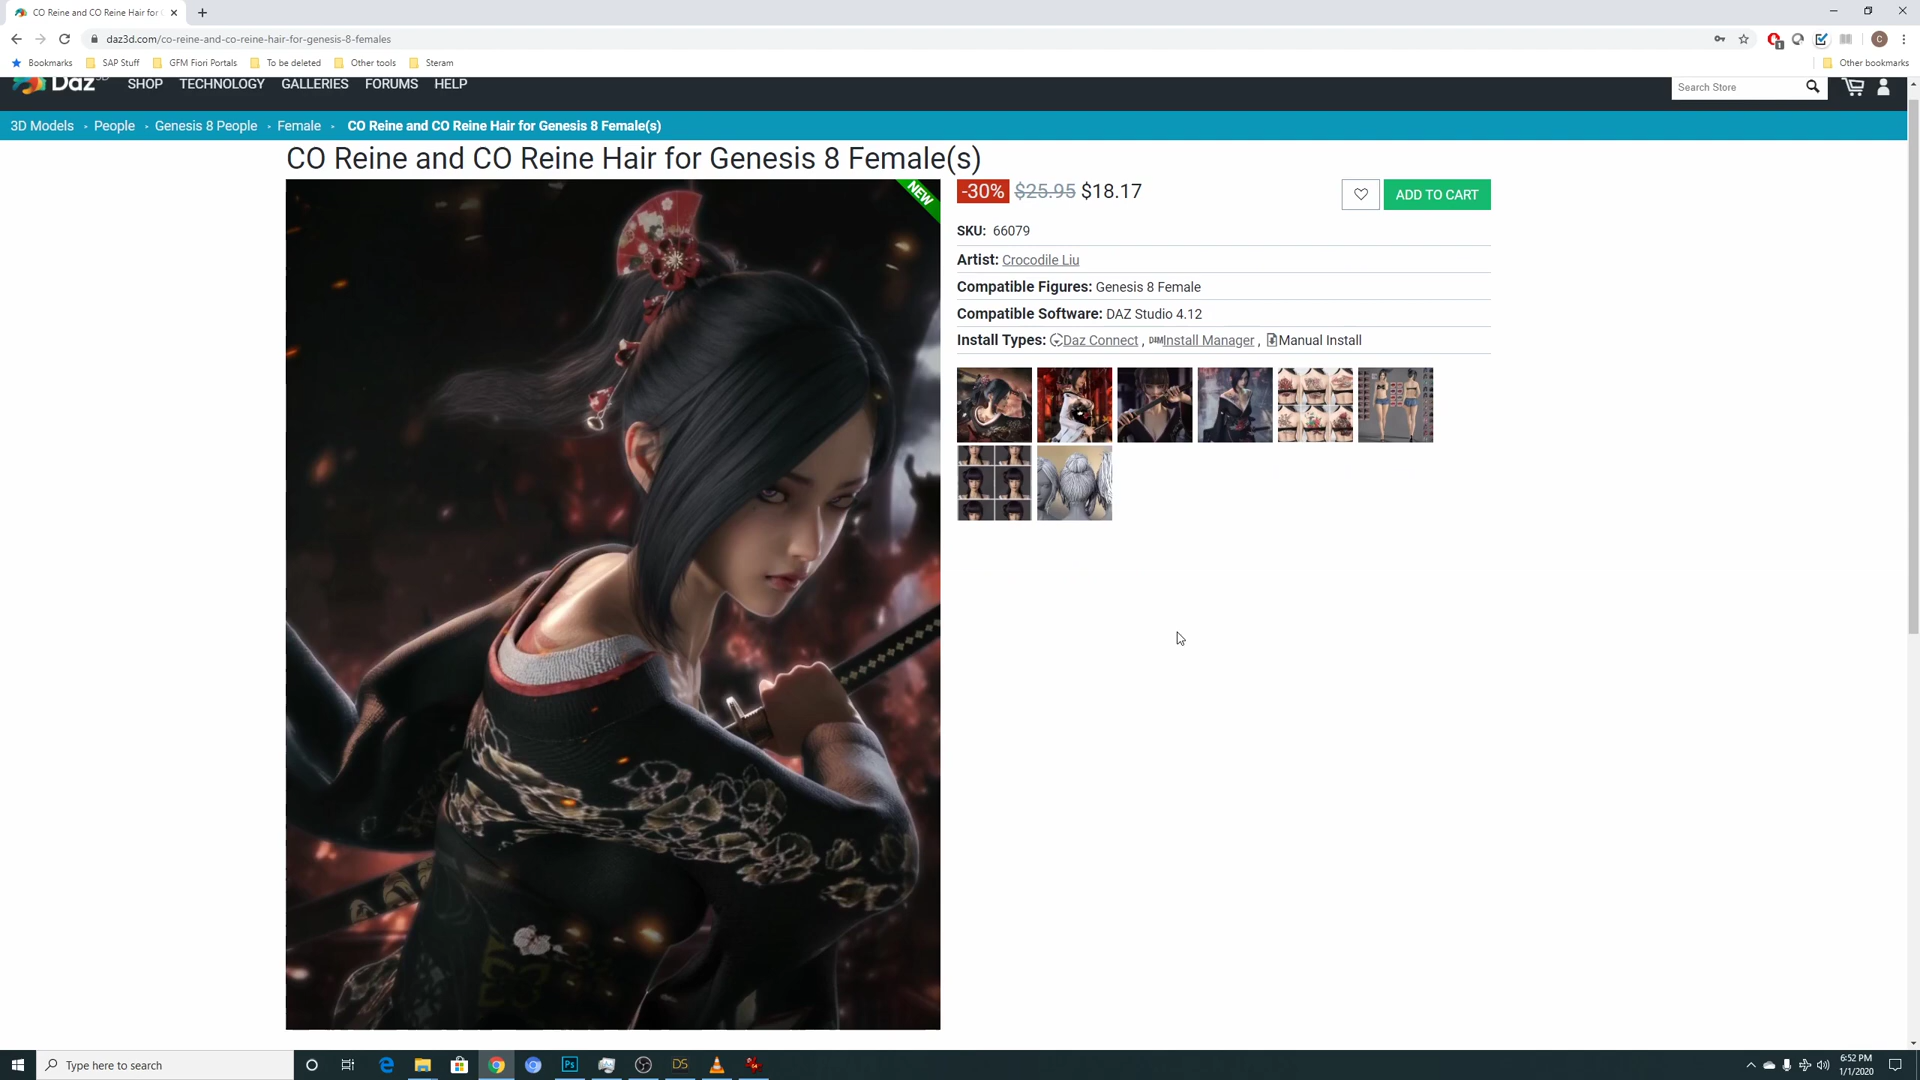 CO Reine and CO Reine Hair for G
daz3d.com/co-reine-and-co-reine-hair-for-genesis-8-females
Bookmarks SAP Stuff GFM Fiori Portals To be deleted Other tools Steram Other bookmarks
Daz 3D SHOP TECHNOLOGY GALLERIES FORUMS HELP Search Store
3D Models People Genesis 8 People Female CO Reine and CO Reine Hair for Genesis 8 Female(s)
CO Reine and CO Reine Hair for Genesis 8 Female(s)
NEW
-30% $25.95 $18.17 ADD TO CART
SKU: 66079
Artist: Crocodile Liu
Compatible Figures: Genesis 8 Female
Compatible Software: DAZ Studio 4.12
Install Types: Daz Connect , DIM Install Manager , Manual Install
Type here to search
Ps
DS
6:52 PM
1/1/2020